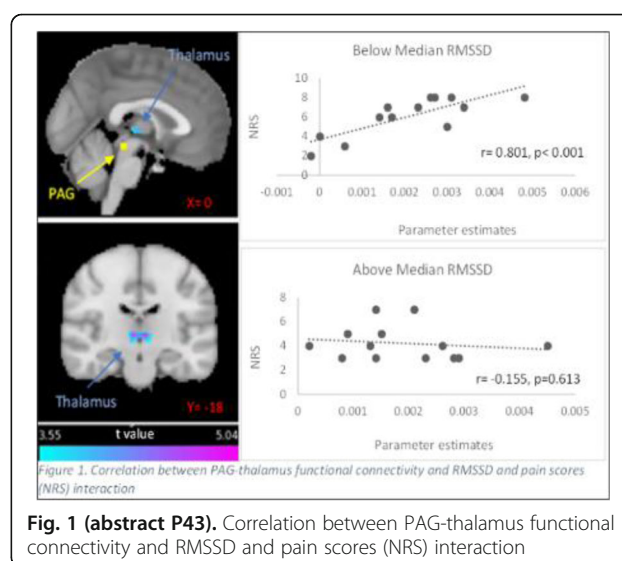 Thalamus
PAG
X= 0
Thalamus
Y= -18
3.55 t value 5.04
Below Median RMSSD
NRS
10
8
6
4
2
0
r= 0.801, p< 0.001
-0.001 0 0.001 0.002 0.003 0.004 0.005 0.006
Parameter estimates
Above Median RMSSD
NRS
8
6
4
2
0
r= -0.155, p=0.613
0 0.001 0.002 0.003 0.004 0.005
Parameter estimates
Figure 1. Correlation between PAG-thalamus functional connectivity and RMSSD and pain scores
(NRS) interaction
Fig. 1 (abstract P43). Correlation between PAG-thalamus functional
connectivity and RMSSD and pain scores (NRS) interaction